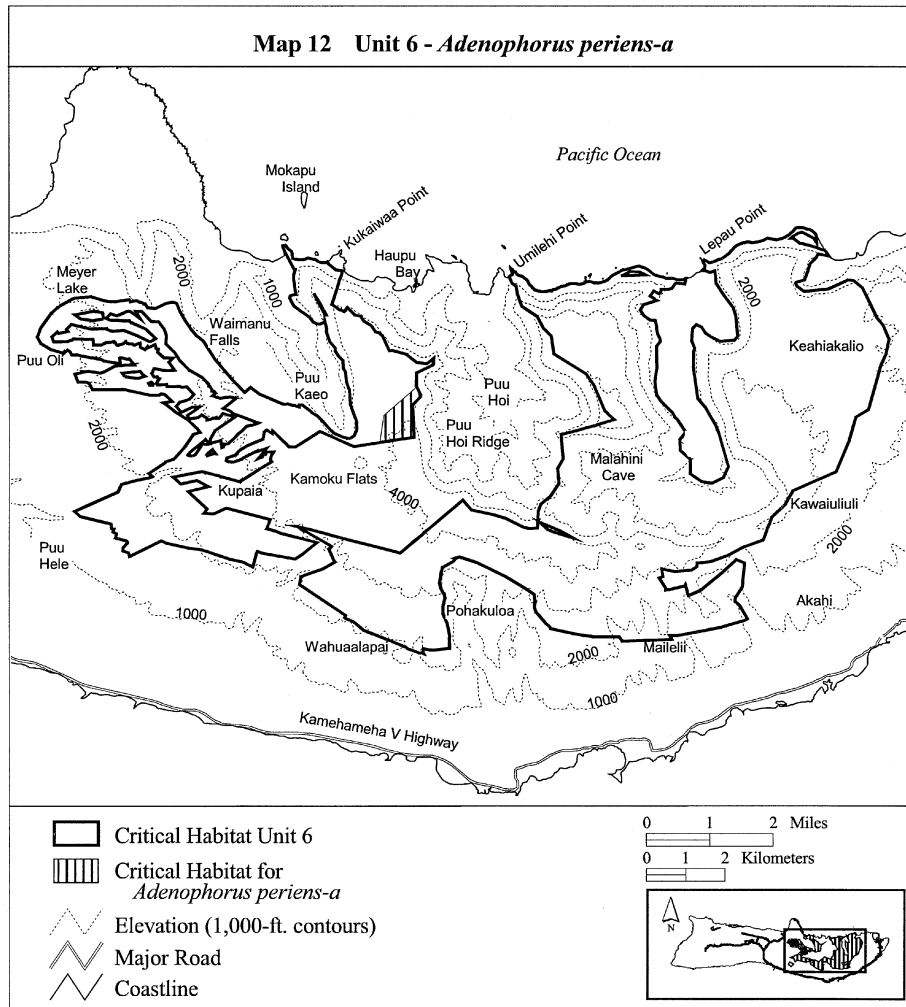 Map 12 Unit 6 - Adenophorus periens-a
Pacific Ocean
Mokapu
Island
Kukaiwaa Point
Haupu
Bay
Umilehi Point
Lepau Point
Meyer
Lake
2000
1000
2000
Waimanu
Falls
Keahiakalio
Puu Oli
Puu
Kaeo
Puu
Hoi
Puu
Hoi Ridge
2000
Malahini
Cave
Kupaia
Kamoku Flats
4000
Kawaiuliuli
2000
Puu
Hele
1000
Pohakuloa
Akahi
Wahuaalapai
2000
Mailelii
1000
Kamehameha V Highway
Critical Habitat Unit 6
Critical Habitat for
Adenophorus periens-a
Elevation (1,000-ft. contours)
Major Road
Coastline
0 1 2 Miles
0 1 2 Kilometers
N